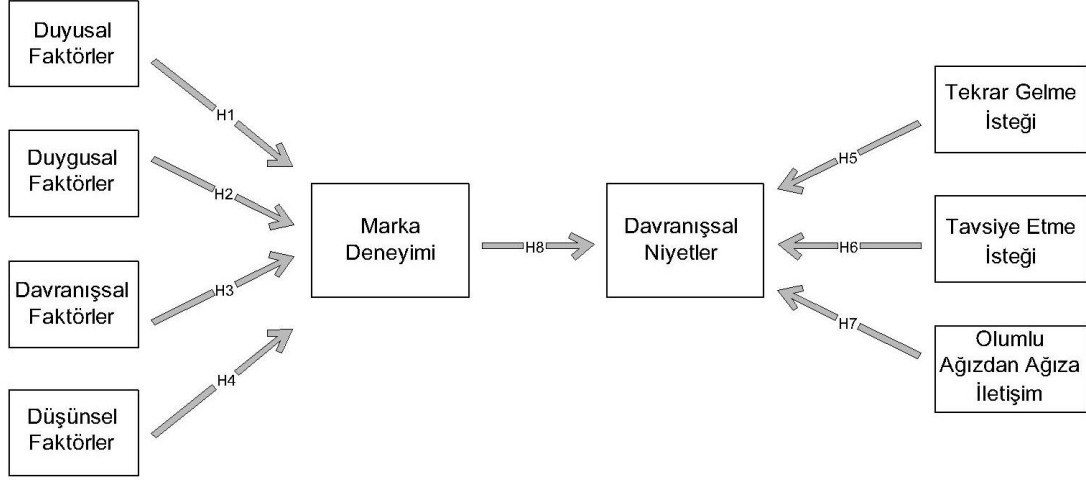 Duyusal
Faktörler
H1
Duygusal
Faktörler
H2
Davranışsal
Faktörler
H3
Düşünsel
Faktörler
H4
Marka
Deneyimi
H8
Davranışsal
Niyetler
H5
Tekrar Gelme
İsteği
H6
Tavsiye Etme
İsteği
H7
Olumlu
Ağızdan Ağıza
İletişim